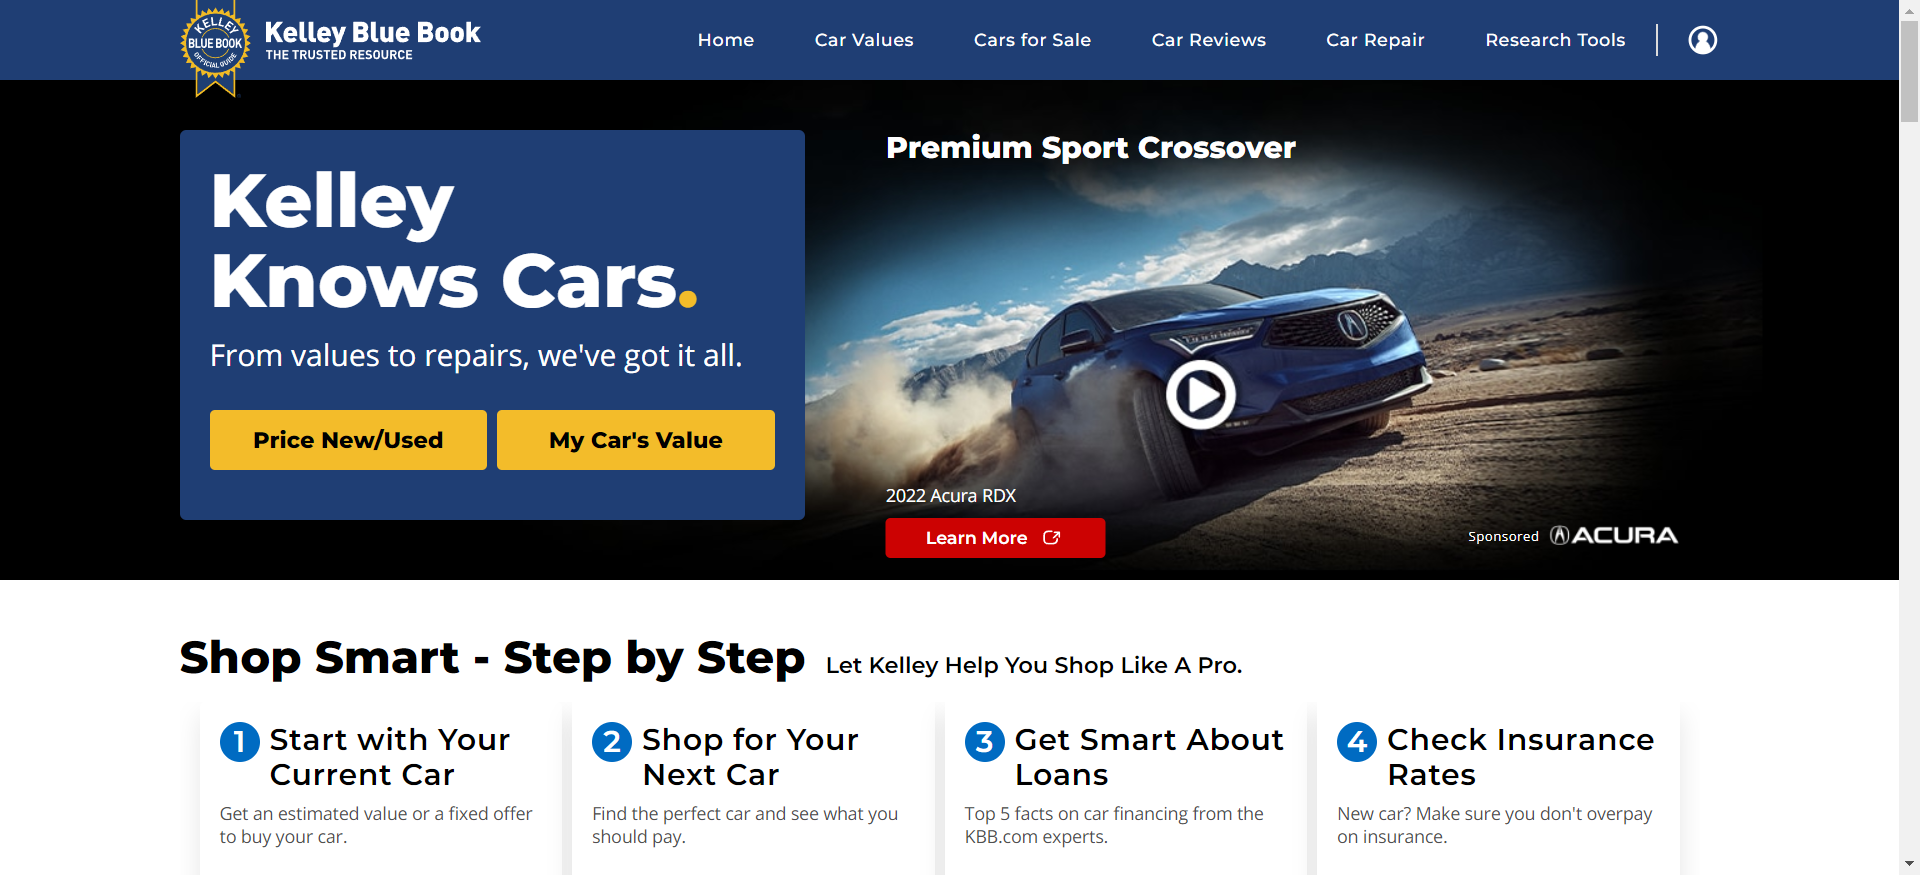 KELLEY
BLUE BOOK
OFFICIAL GUIDE
Kelley Blue Book
THE TRUSTED RESOURCE
Home
Car Values
Cars for Sale
Car Reviews
Car Repair
Research Tools
Kelley
Knows Cars.
From values to repairs, we've got it all.
Price New/Used
My Car's Value
Premium Sport Crossover
2022 Acura RDX
Learn More
Sponsored
ACURA
Shop Smart - Step by Step
Let Kelley Help You Shop Like A Pro.
1
Start with Your
Current Car
Get an estimated value or a fixed offer
to buy your car.
2
Shop for Your
Next Car
Find the perfect car and see what you
should pay.
3
Get Smart About
Loans
Top 5 facts on car financing from the
KBB.com experts.
4
Check Insurance
Rates
New car? Make sure you don't overpay
on insurance.